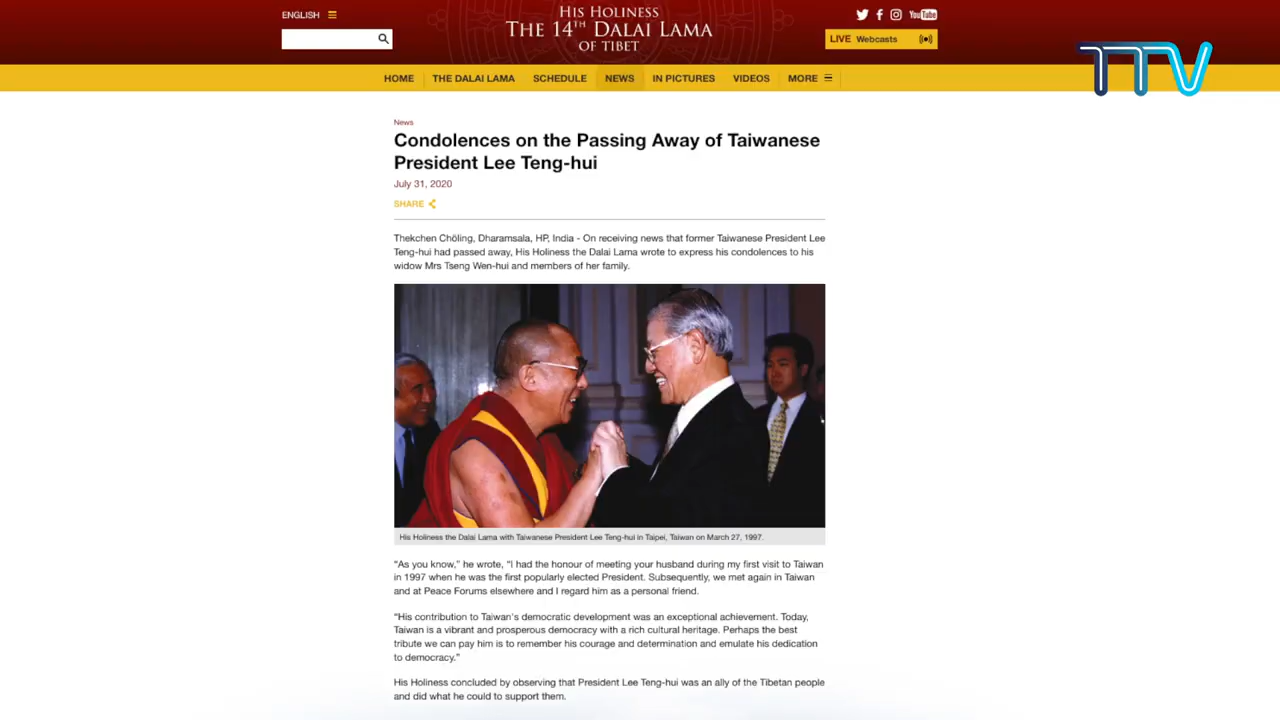 ENGLISH
HIS HOLINESS
THE 14TH DALAI LAMA
OF TIBET
YouTube
LIVE Webcasts
HOME
THE DALAI LAMA
SCHEDULE
NEWS
IN PICTURES
VIDEOS
MORE
TTV
News
Condolences on the Passing Away of Taiwanese
President Lee Teng-hui
July 31, 2020
SHARE
Thekchen Chöling, Dharamsala, HP, India - On receiving news that former Taiwanese President Lee
Teng-hui had passed away, His Holiness the Dalai Lama wrote to express his condolences to his
widow Mrs Tseng Wen-hui and members of her family.
His Holiness the Dalai Lama with Taiwanese President Lee Teng-hui in Taipei, Taiwan on March 27, 1997.
“As you know,” he wrote, “I had the honour of meeting your husband during my first visit to Taiwan
in 1997 when he was the first popularly elected President. Subsequently, we met again in Taiwan
and at Peace Forums elsewhere and I regard him as a personal friend.
“His contribution to Taiwan's democratic development was an exceptional achievement. Today,
Taiwan is a vibrant and prosperous democracy with a rich cultural heritage. Perhaps the best
tribute we can pay him is to remember his courage and determination and emulate his dedication
to democracy.”
His Holiness concluded by observing that President Lee Teng-hui was an ally of the Tibetan people
and did what he could to support them.